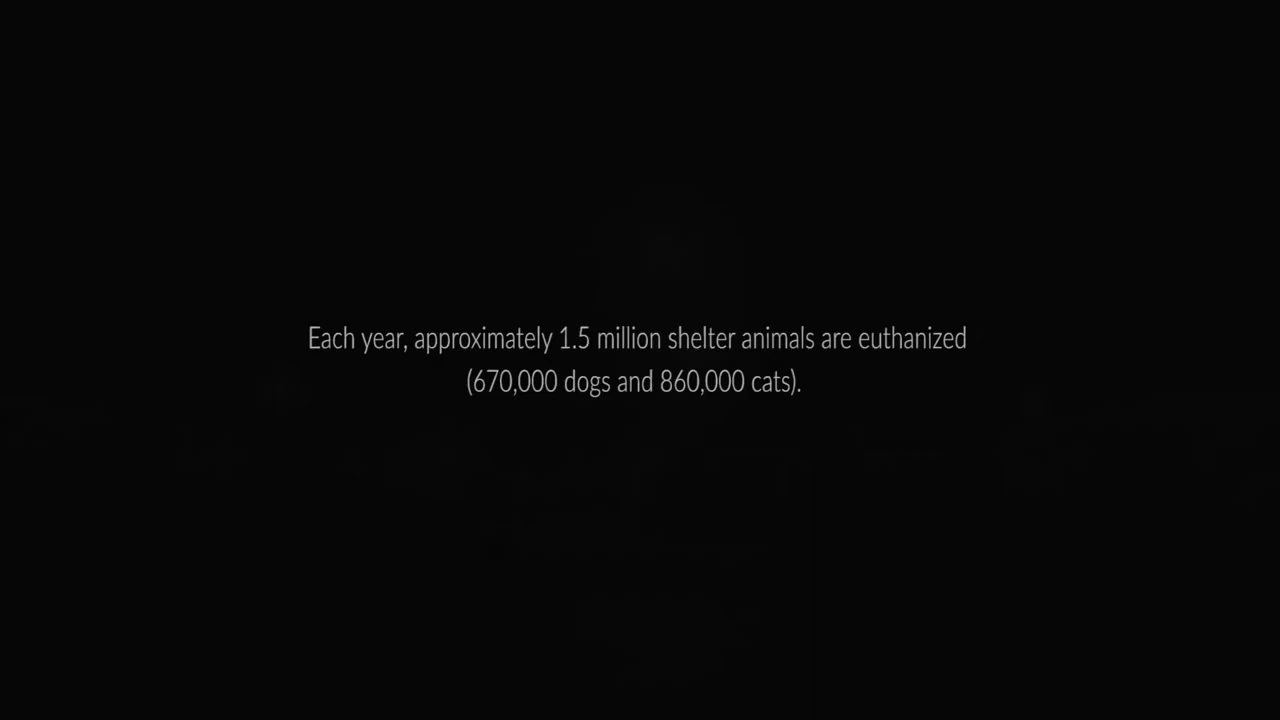 Each year, approximately 1.5 million shelter animals are euthanized
(670,000 dogs and 860,000 cats).